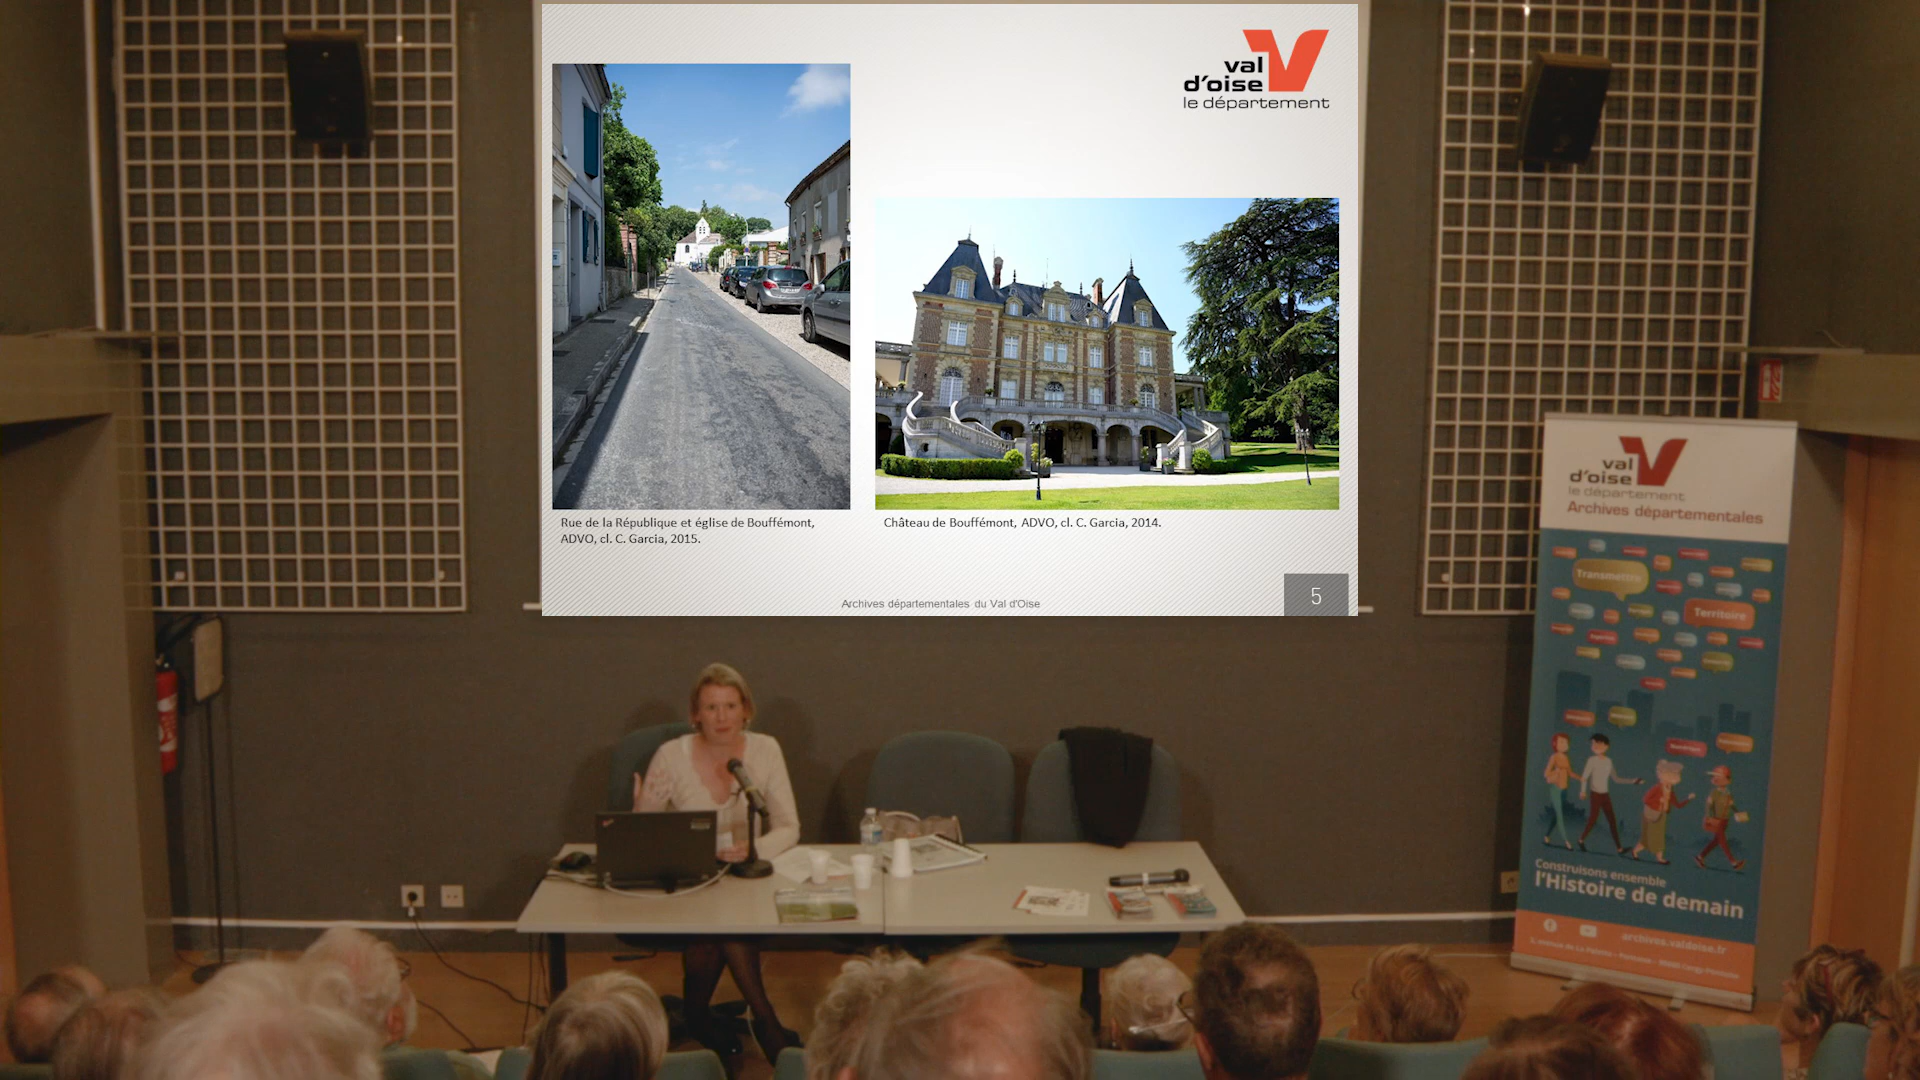 val
d'oise
le département
Rue de la République et église de Bouffémont,
ADVO, cl. C. Garcia, 2015.
Château de Bouffémont, ADVO, cl. C. Garcia, 2014.
Archives départementales du Val d'Oise
5
val
d'oise
le département
Archives départementales
Transmettre
Territoire
Construisons ensemble
l'Histoire de demain
archives.valdoise.fr